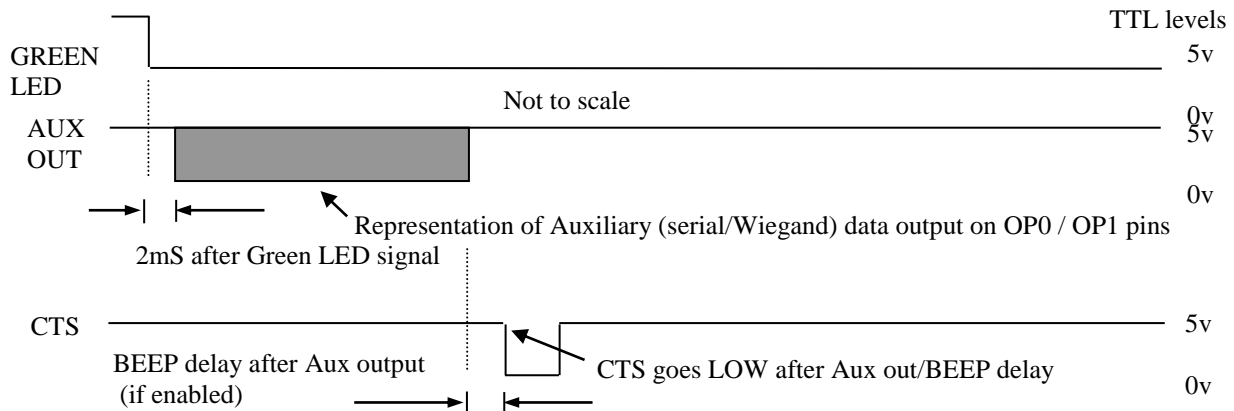 TTL levels
GREEN
LED
5v
Not to scale
0v
AUX
OUT
5v
0v
Representation of Auxiliary (serial/Wiegand) data output on OP0 / OP1 pins
2mS after Green LED signal
CTS
5v
BEEP delay after Aux output
(if enabled)
CTS goes LOW after Aux out/BEEP delay
0v